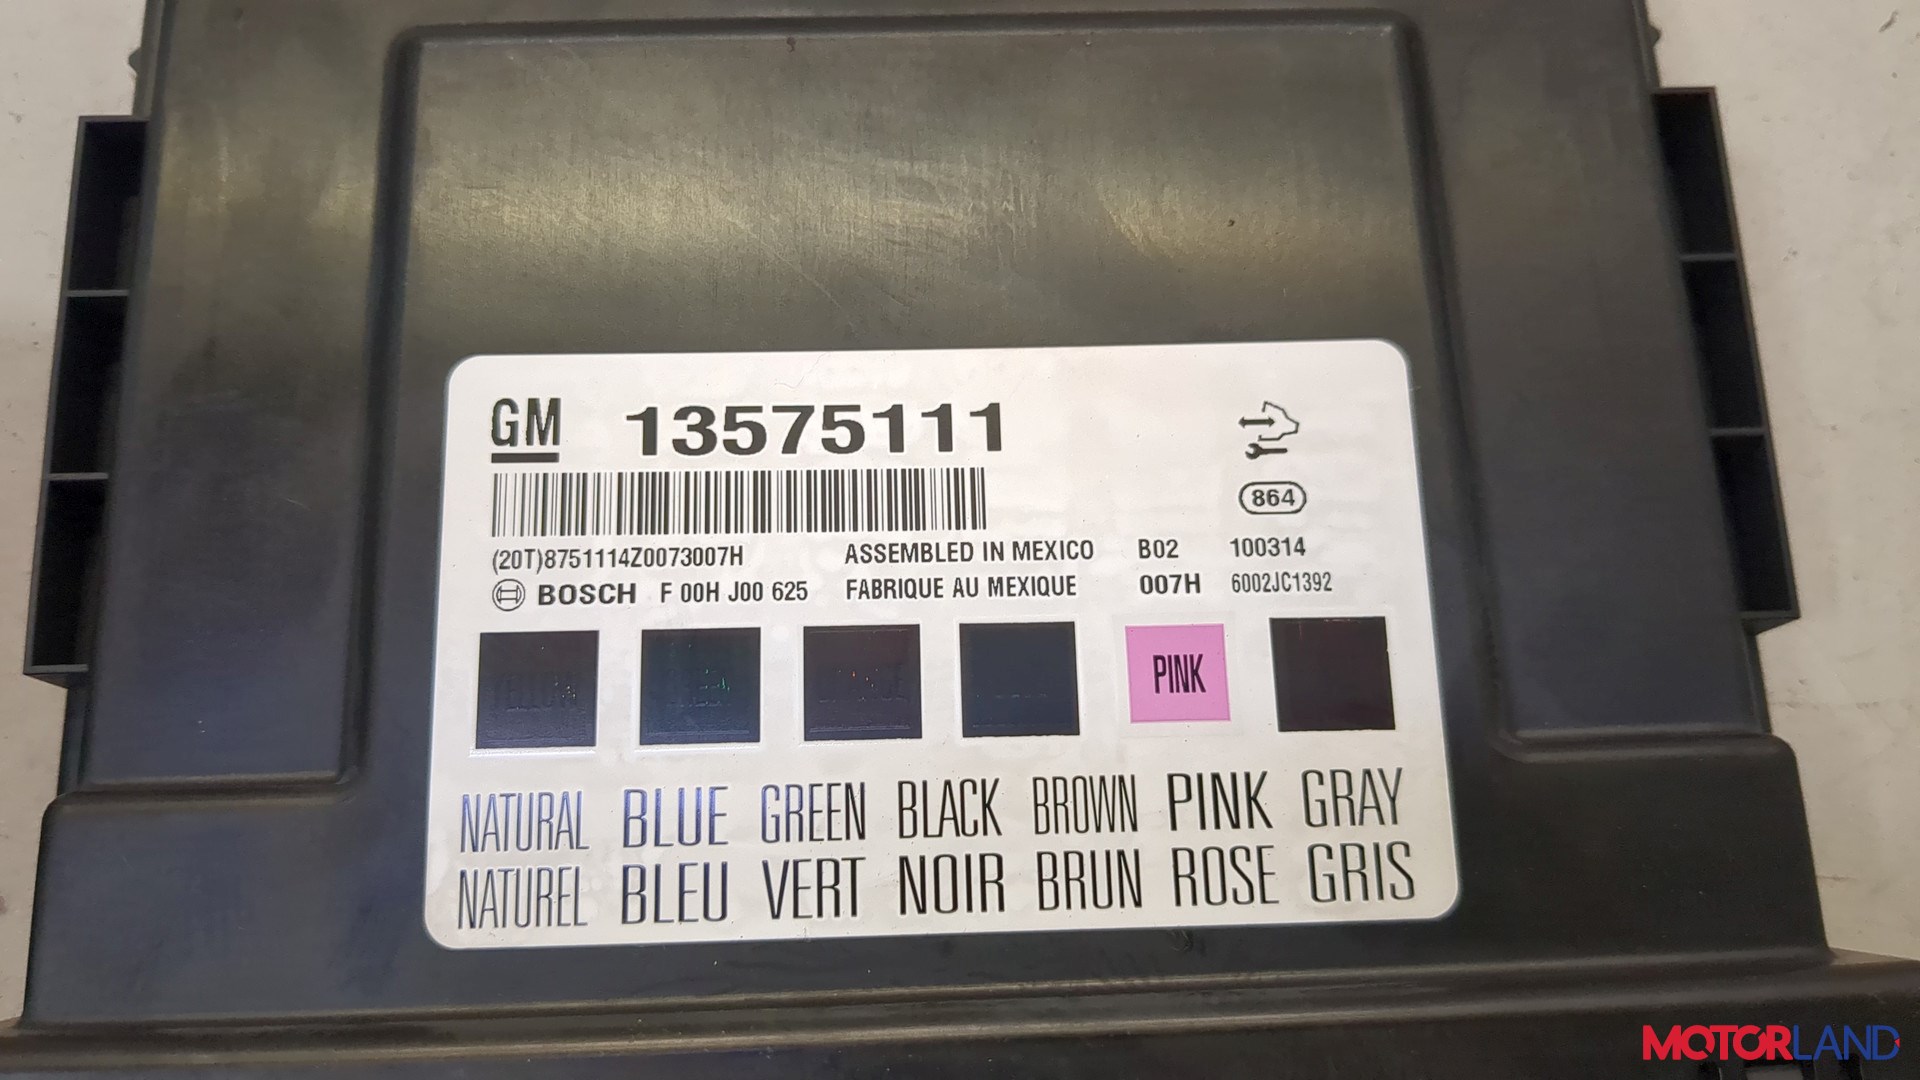 GM 13575111
864
(20T)8751114Z0073007H ASSEMBLED IN MEXICO B02 100314
BOSCH F 00H J00 625 FABRIQUE AU MEXIQUE 007H 6002JC1392
YELLOW PINK
NATURAL BLUE GREEN BLACK BROWN PINK GRAY
NATUREL BLEU VERT NOIR BRUN ROSE GRIS
MOTORLAND